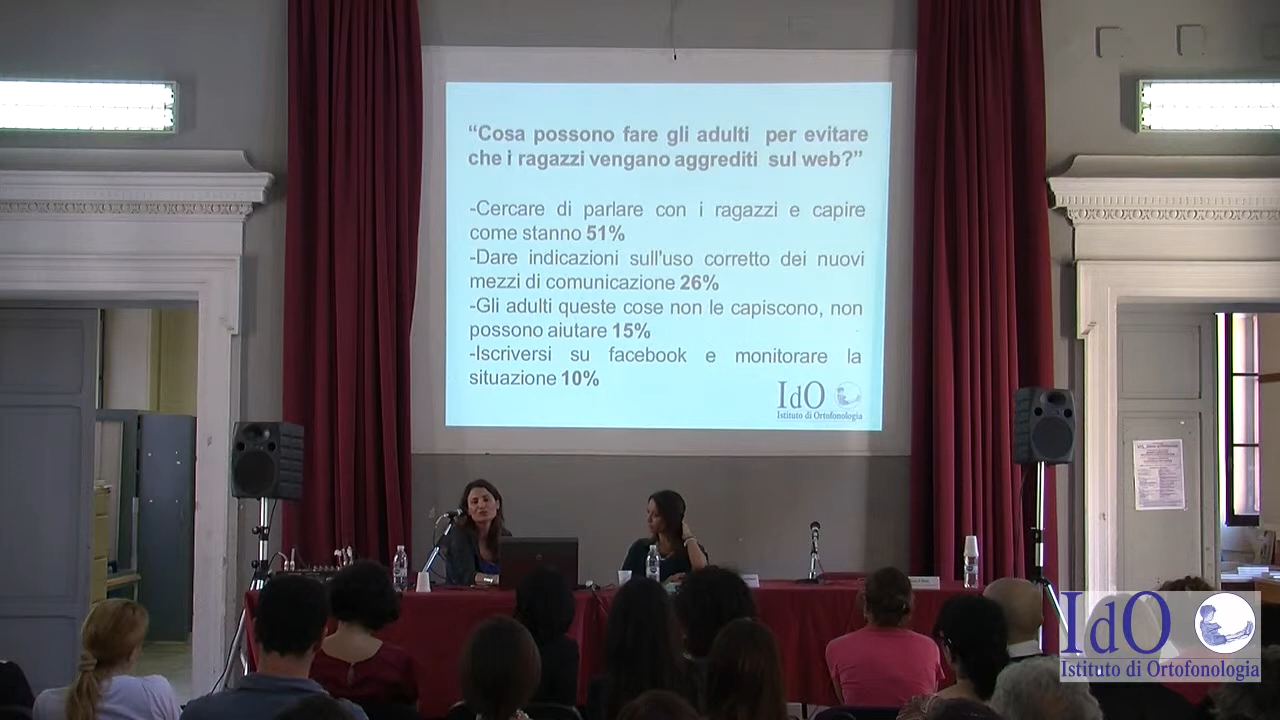 “Cosa possono fare gli adulti per evitare
che i ragazzi vengano aggrediti sul web?”
-Cercare di parlare con i ragazzi e capire
come stanno 51%
-Dare indicazioni sull'uso corretto dei nuovi
mezzi di comunicazione 26%
-Gli adulti queste cose non le capiscono, non
possono aiutare 15%
-Iscriversi su facebook e monitorare la
situazione 10%
IdO
Istituto di Ortofonologia
IdO
Istituto di Ortofonologia